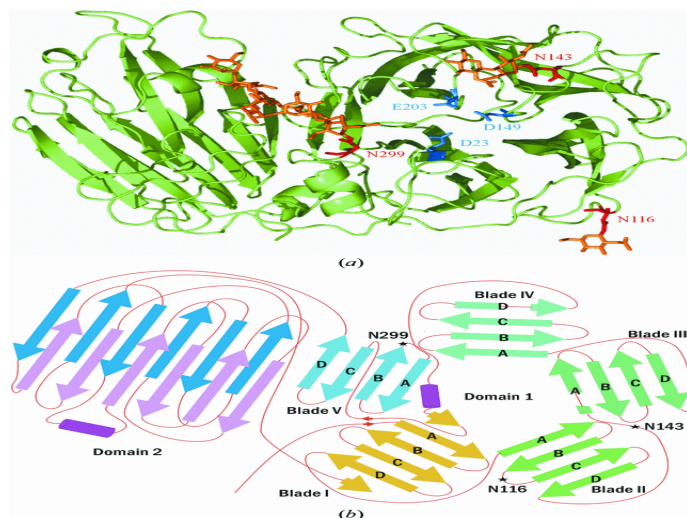 N143
E203
D149
N299
D23
N116
(a)
Blade IV
D
C
B
A
N299
Blade III
A
B
C
D
D
C
B
A
Blade V
Domain 1
N143
Domain 2
A
B
C
D
Blade I
A
B
C
D
N116
Blade II
(b)